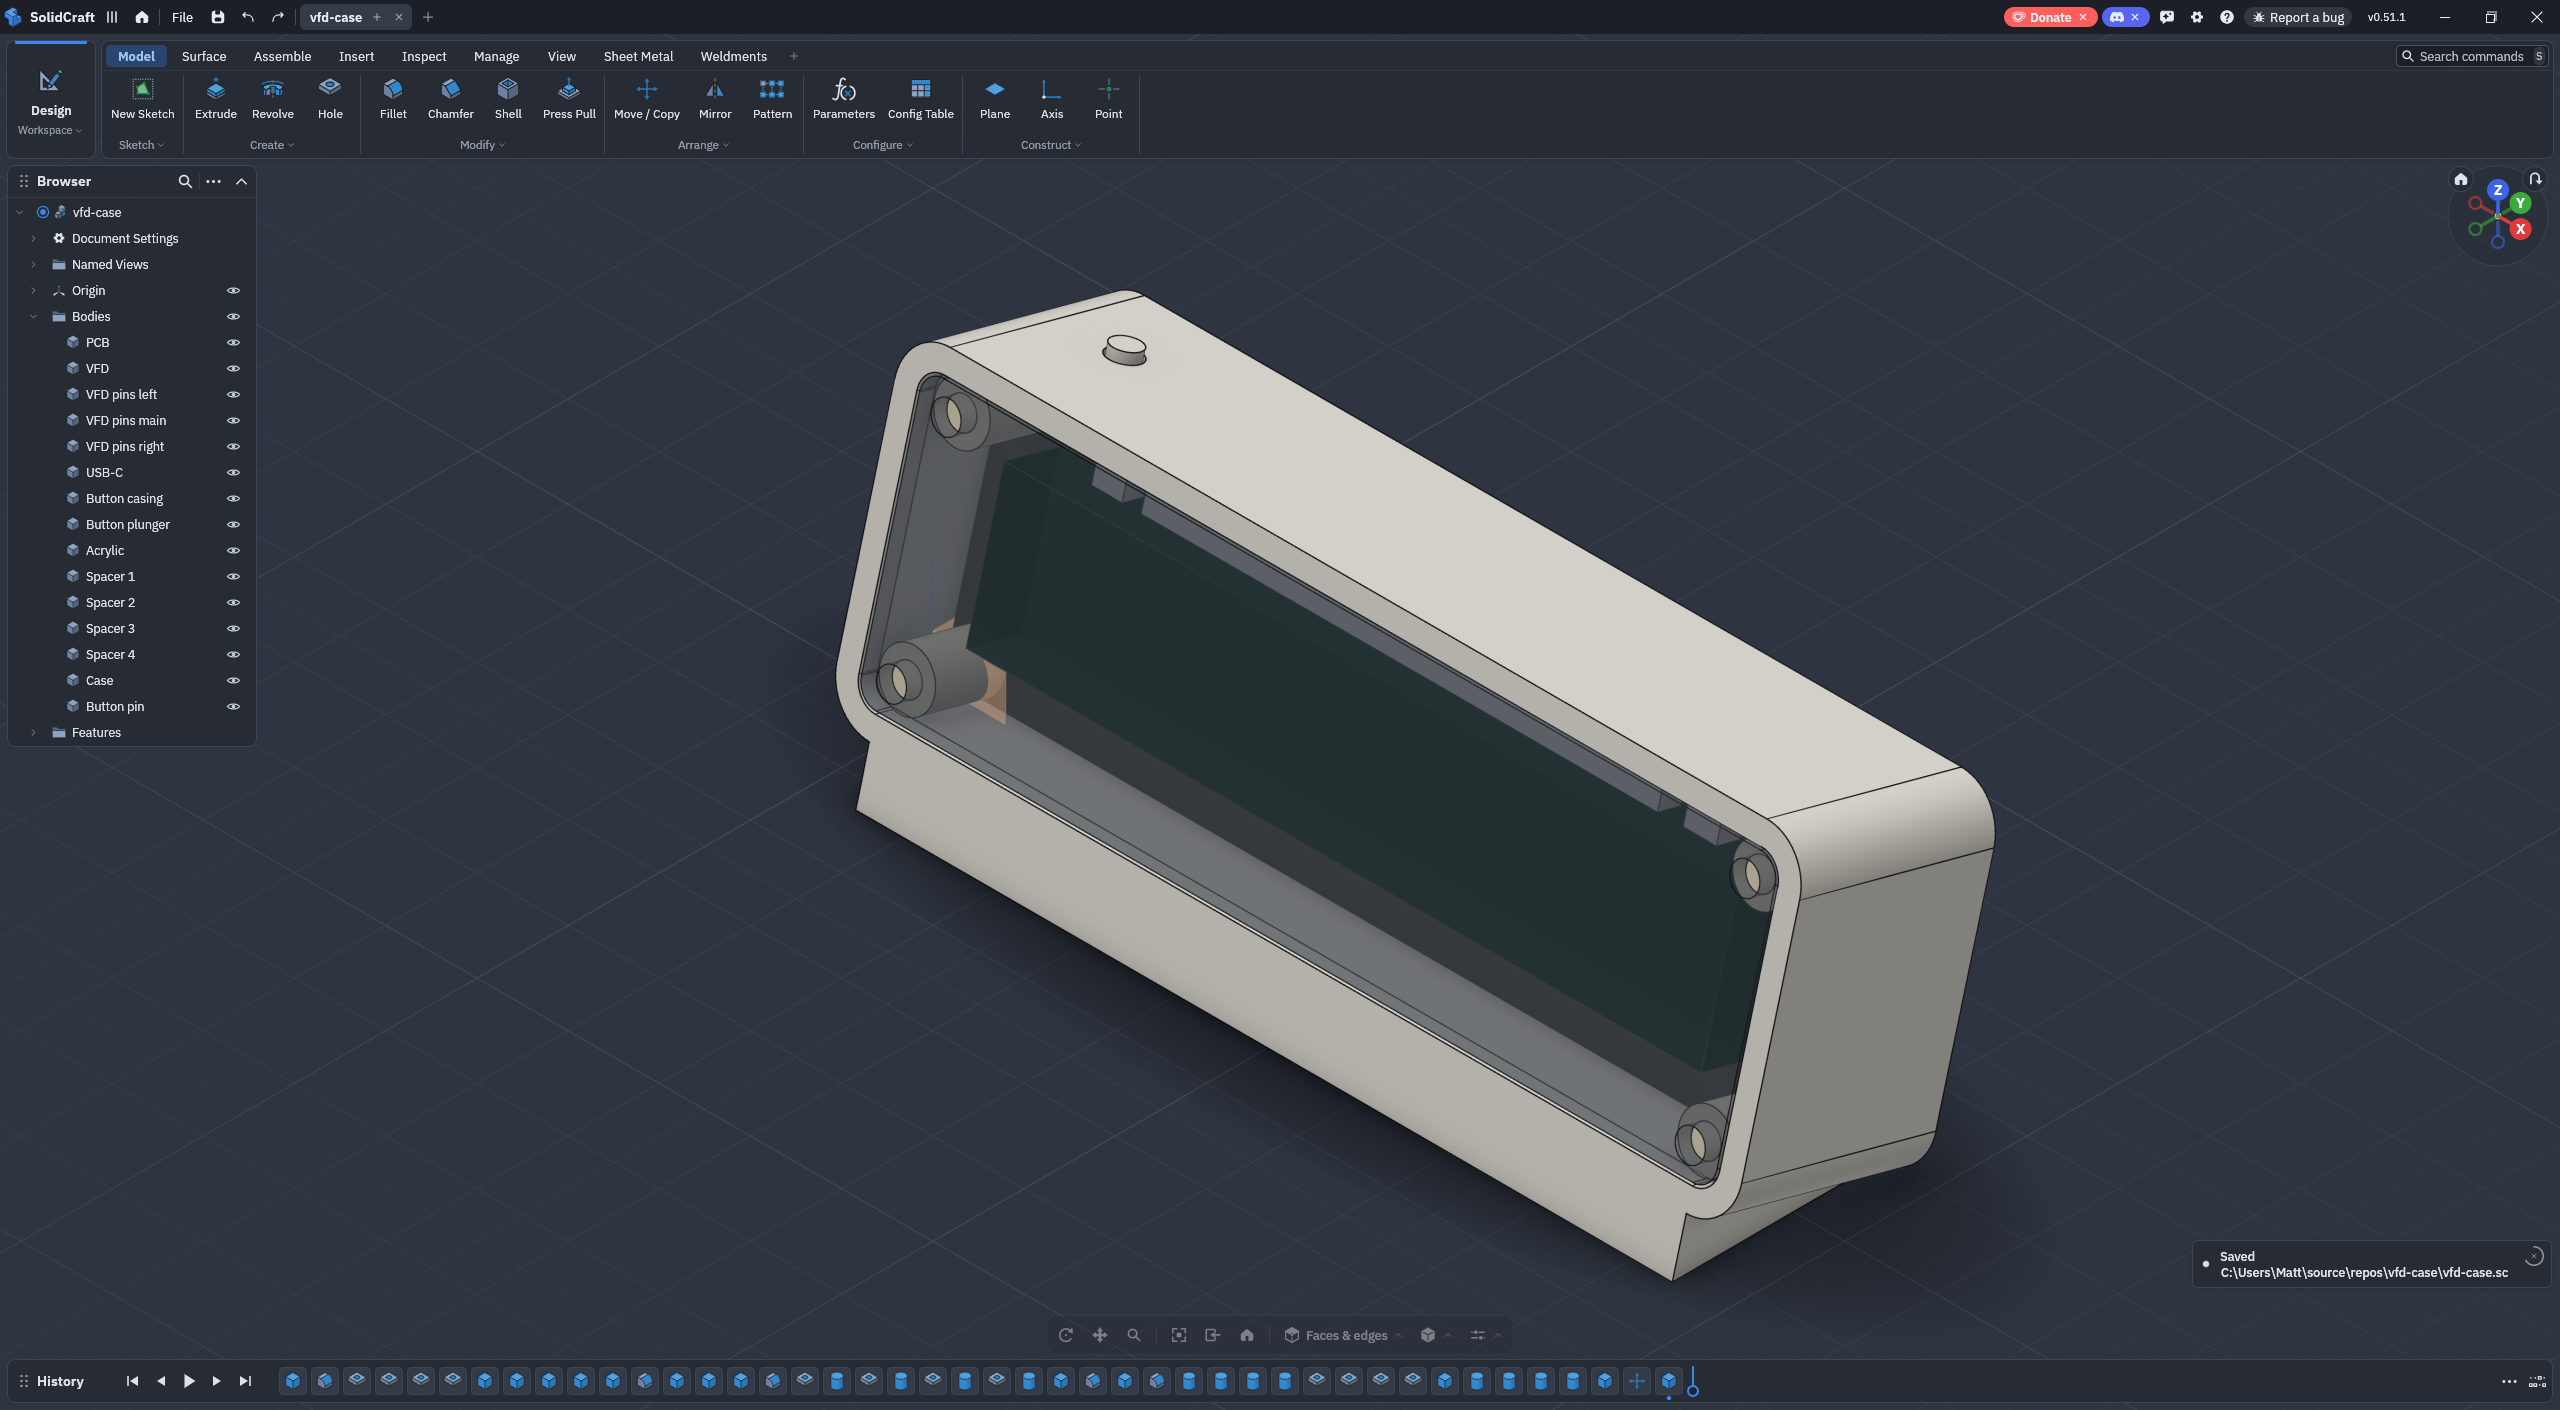 SolidCraft File vfd-case Donate Report a bug v0.51.1
Model Surface Assemble Insert Inspect Manage View Sheet Metal Weldments Search commands S
Design
Workspace
New Sketch Extrude Revolve Hole Fillet Chamfer Shell Press Pull Move / Copy Mirror Pattern Parameters Config Table Plane Axis Point
Sketch Create Modify Arrange Configure Construct
Browser
vfd-case
Document Settings
Named Views
Origin
Bodies
PCB
VFD
VFD pins left
VFD pins main
VFD pins right
USB-C
Button casing
Button plunger
Acrylic
Spacer 1
Spacer 2
Spacer 3
Spacer 4
Case
Button pin
Features
Z
Y
X
Saved
C:\Users\Matt\source\repos\vfd-case\vfd-case.sc
Faces & edges
History